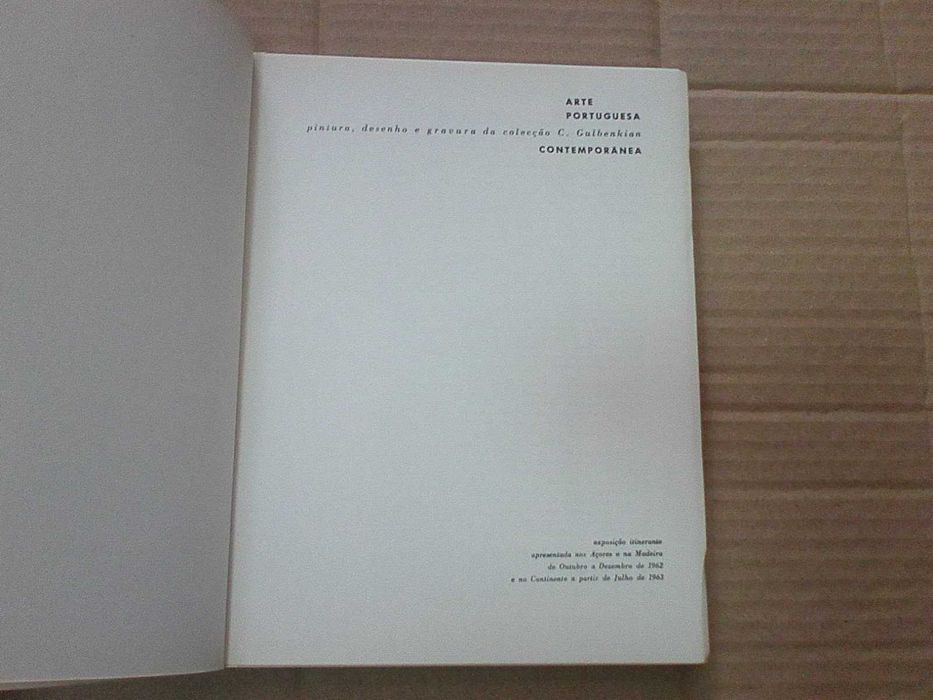 ARTE
PORTUGUESA
pintura, desenho e gravura da colecção C. Gulbenkian
CONTEMPORÂNEA
exposição itinerante
apresentada nos Açores e na Madeira
de Outubro a Dezembro de 1962
e no Continente a partir de Julho de 1963